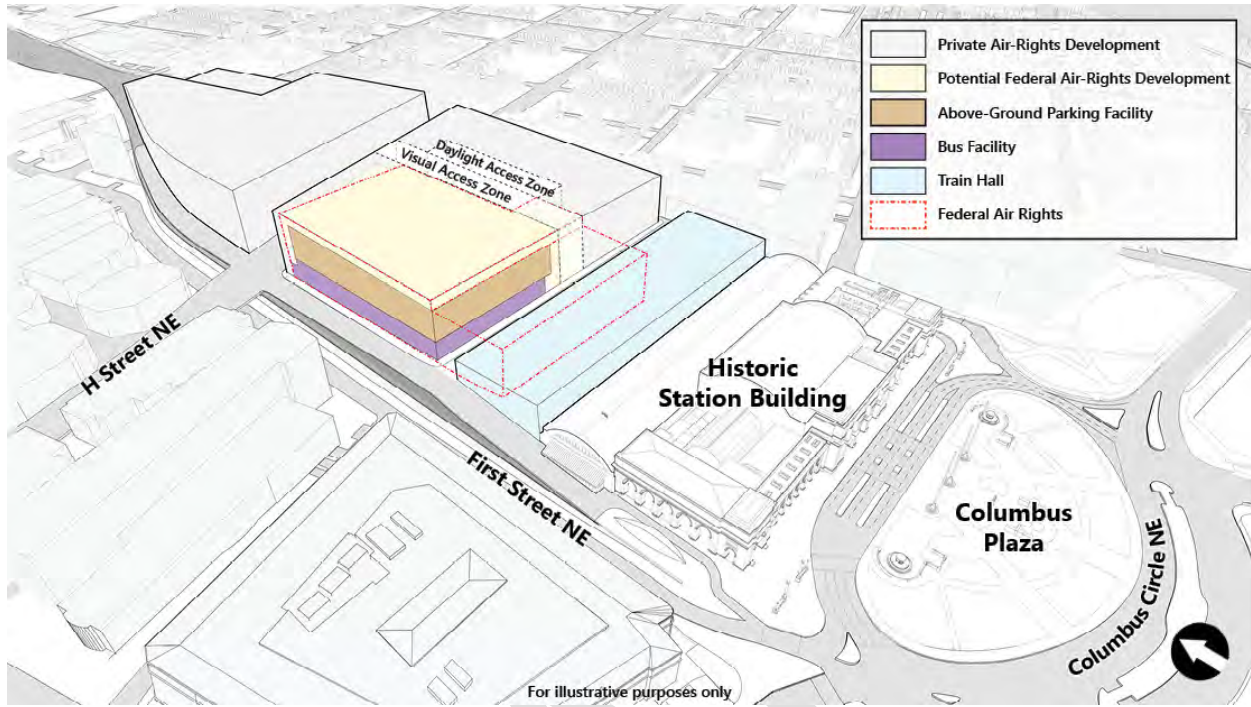 Private Air-Rights Development
Potential Federal Air-Rights Development
Above-Ground Parking Facility
Bus Facility
Train Hall
Federal Air Rights
Daylight Access Zone
Visual Access Zone
H Street NE
First Street NE
Historic
Station Building
Columbus
Plaza
Columbus Circle NE
For illustrative purposes only